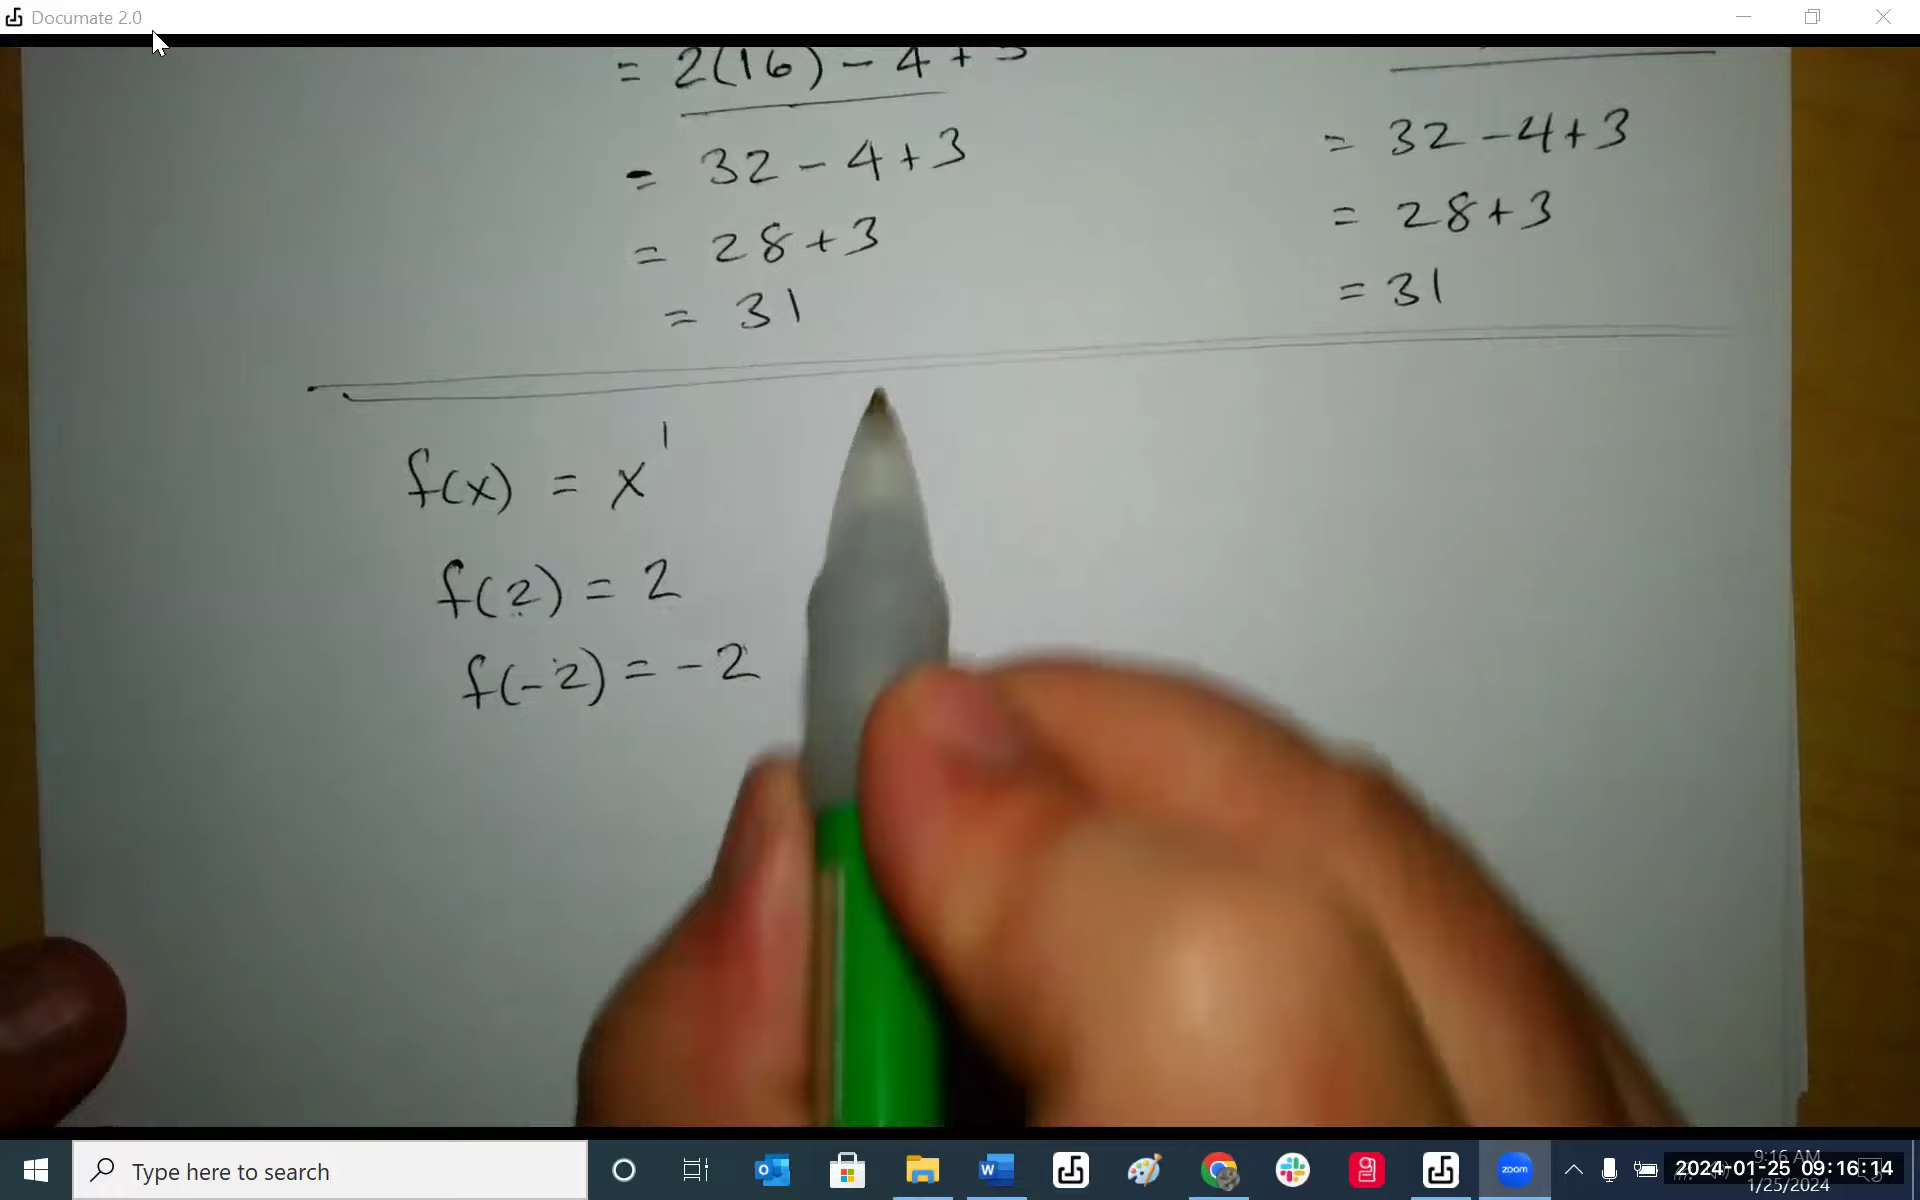 Documate 2.0
= 2(16) - 4 + 3
= 32 - 4 + 3
= 28 + 3
= 31
= 32 - 4 + 3
= 28 + 3
= 31
f(x) = x¹
f(2) = 2
f(-2) = -2
Type here to search
zoom
9:16 AM
2024-01-25 09:16:14
1/25/2024